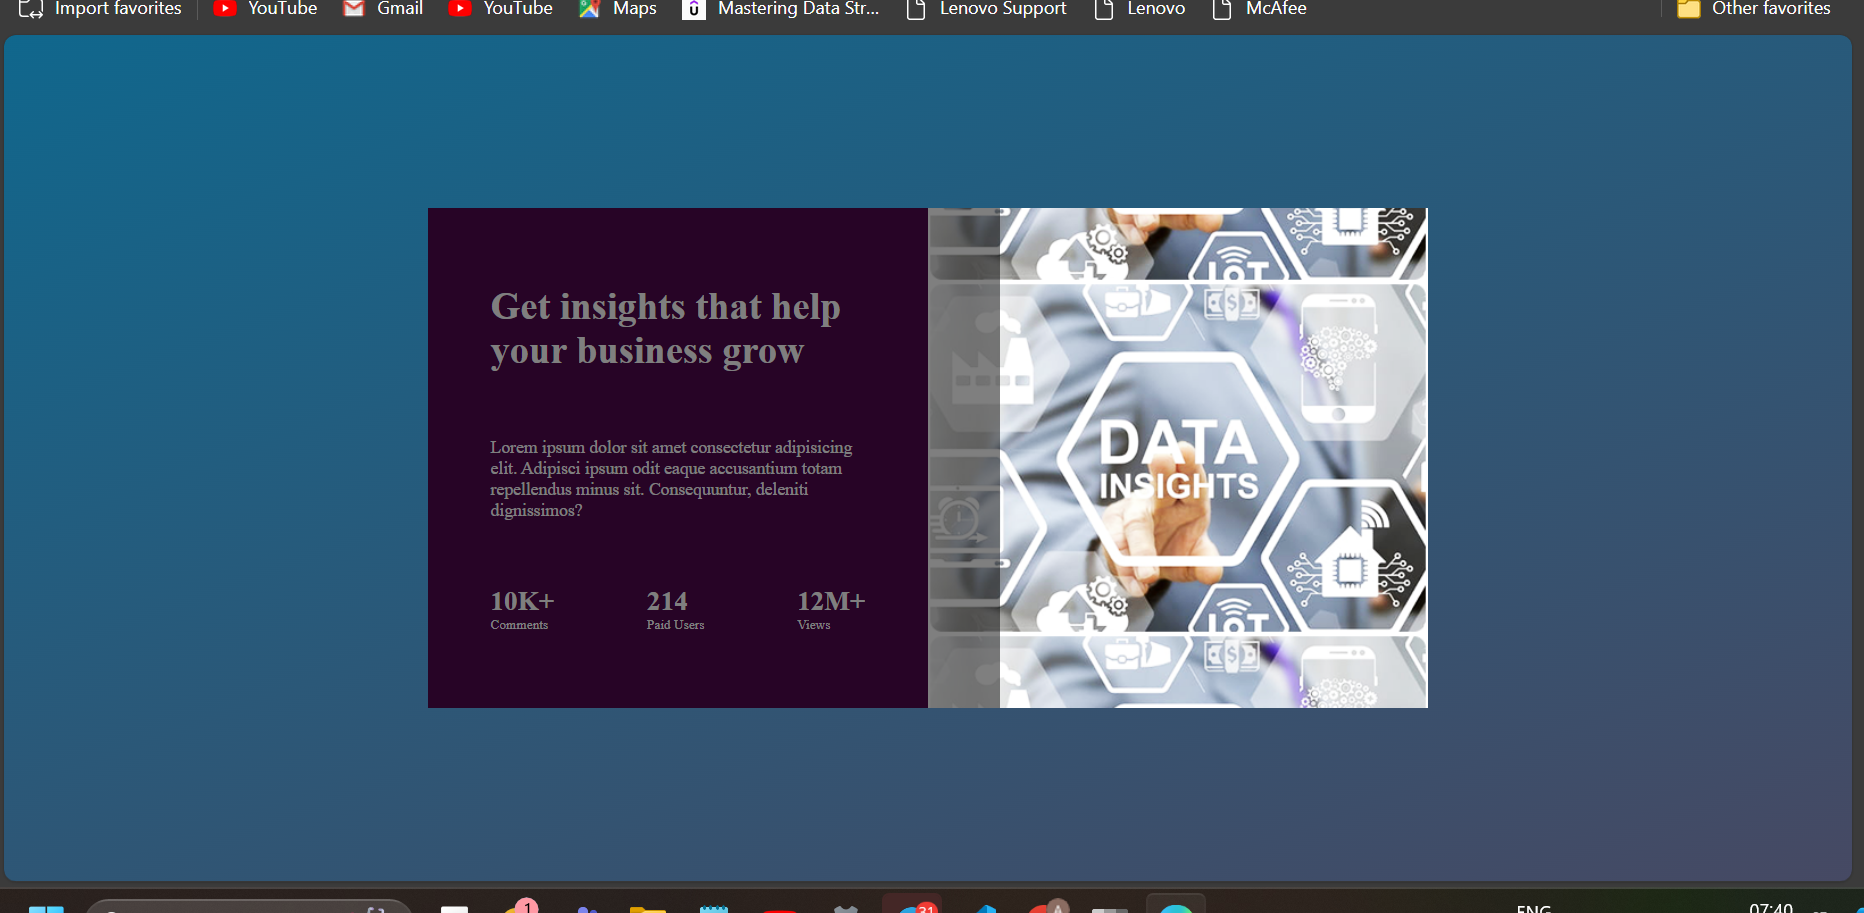 Import favorites
YouTube
Gmail
YouTube
Maps
Mastering Data Str...
Lenovo Support
Lenovo
McAfee
Other favorites
Get insights that help
your business grow
Lorem ipsum dolor sit amet consectetur adipisicing
elit. Adipisci ipsum odit eaque accusantium totam
repellendus minus sit. Consequuntur, deleniti
dignissimos?
10K+
Comments
214
Paid Users
12M+
Views
IoT
DATA
INSIGHTS
IoT
1
31
A
ENG
07:40